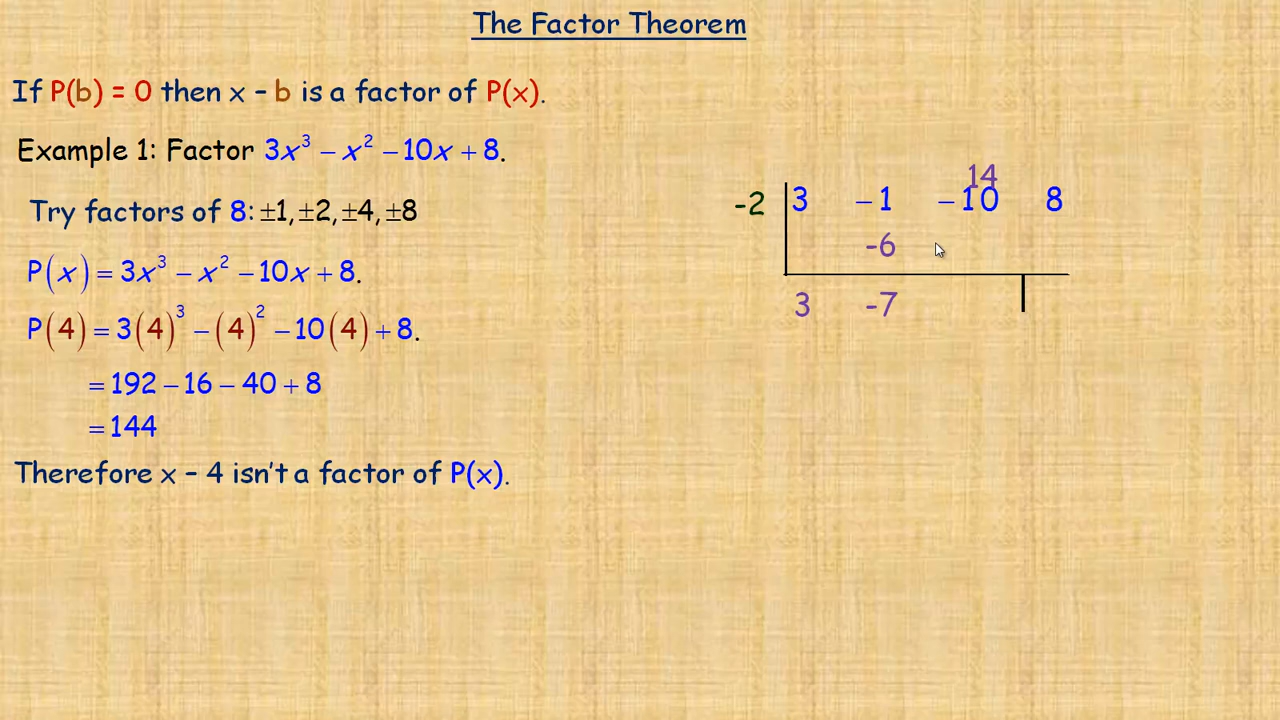 The Factor Theorem
If P(b) = 0 then x – b is a factor of P(x).
Example 1: Factor 3x³ − x² − 10x + 8.
Try factors of 8: ±1, ±2, ±4, ±8
P(x) = 3x³ − x² − 10x + 8.
P(4) = 3(4)³ − (4)² − 10(4) + 8.
= 192 − 16 − 40 + 8
= 144
Therefore x – 4 isn't a factor of P(x).
14
-2 3 − 1 − 10 8
-6
3 -7